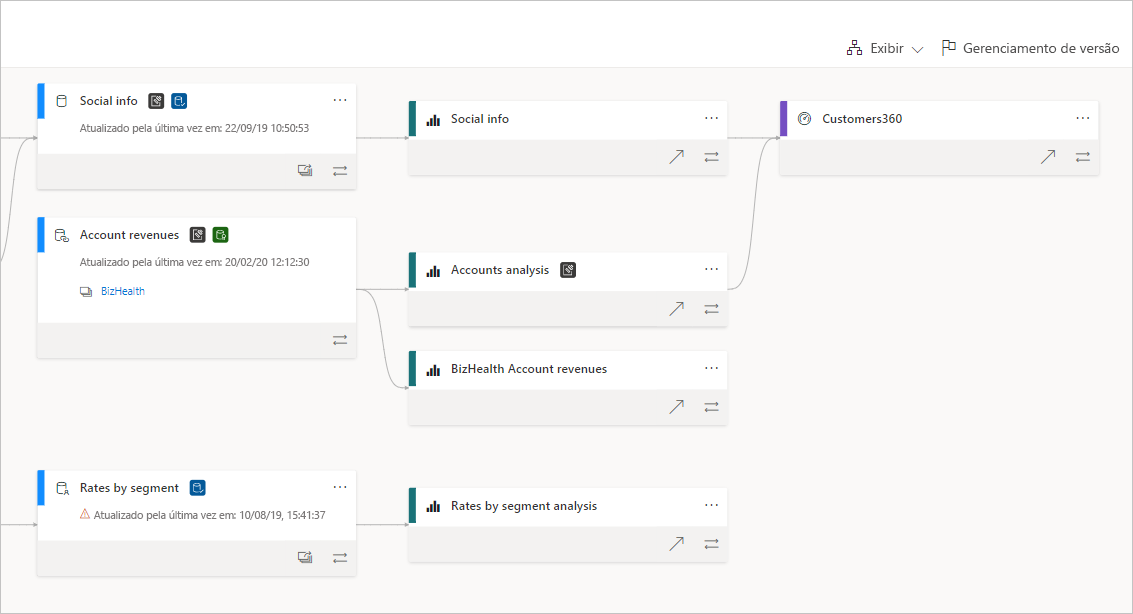 Exibir
Gerenciamento de versão
Social info
Atualizado pela última vez em: 22/09/19 10:50:53
Account revenues
Atualizado pela última vez em: 20/02/20 12:12:30
BizHealth
Rates by segment
Atualizado pela última vez em: 10/08/19, 15:41:37
Social info
Accounts analysis
BizHealth Account revenues
Rates by segment analysis
Customers360